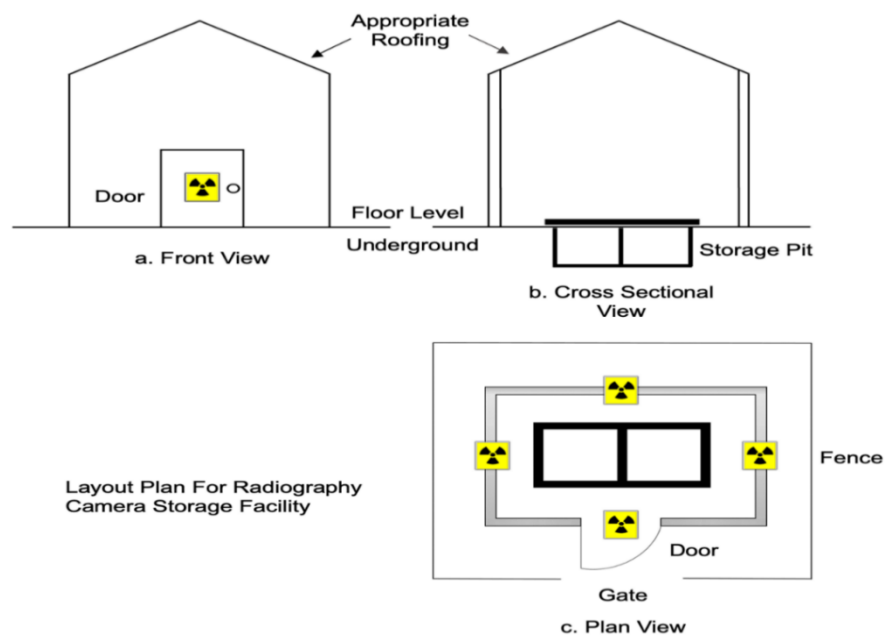 Appropriate
Roofing
Door
Floor Level
Underground
Storage Pit
a. Front View
b. Cross Sectional
View
Layout Plan For Radiography
Camera Storage Facility
Fence
Door
Gate
c. Plan View